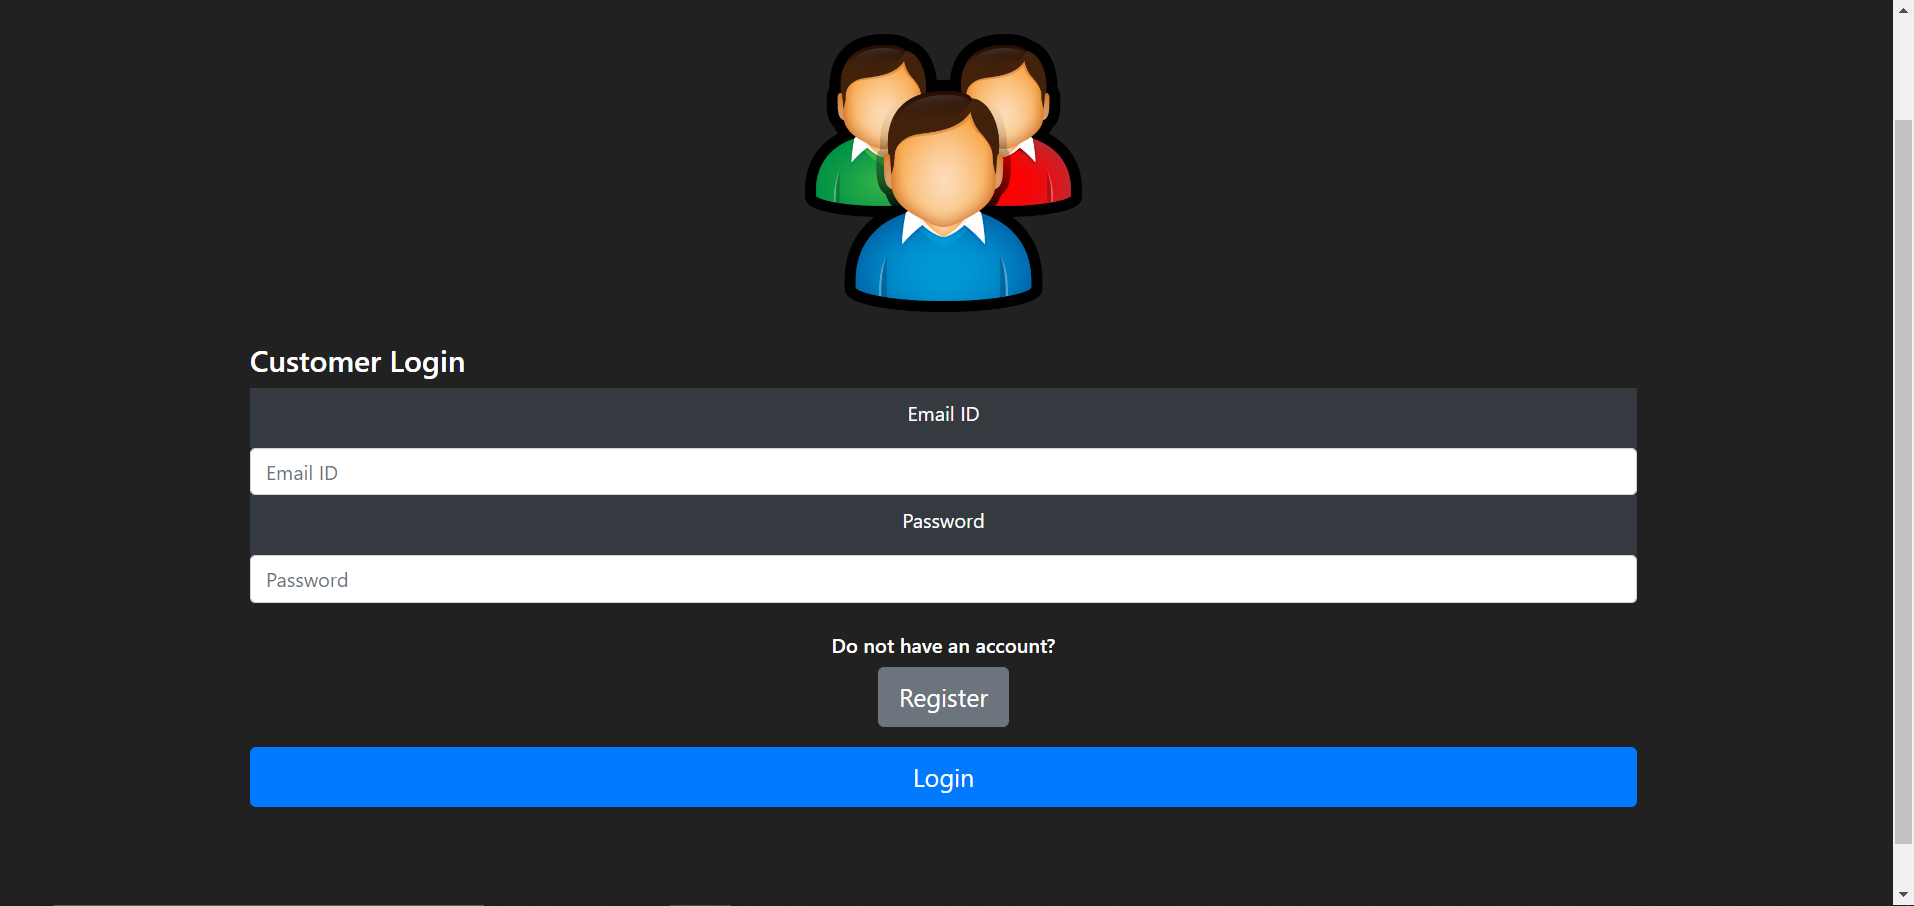 Customer Login
Email ID
Email ID
Password
Password
Do not have an account?
Register
Login